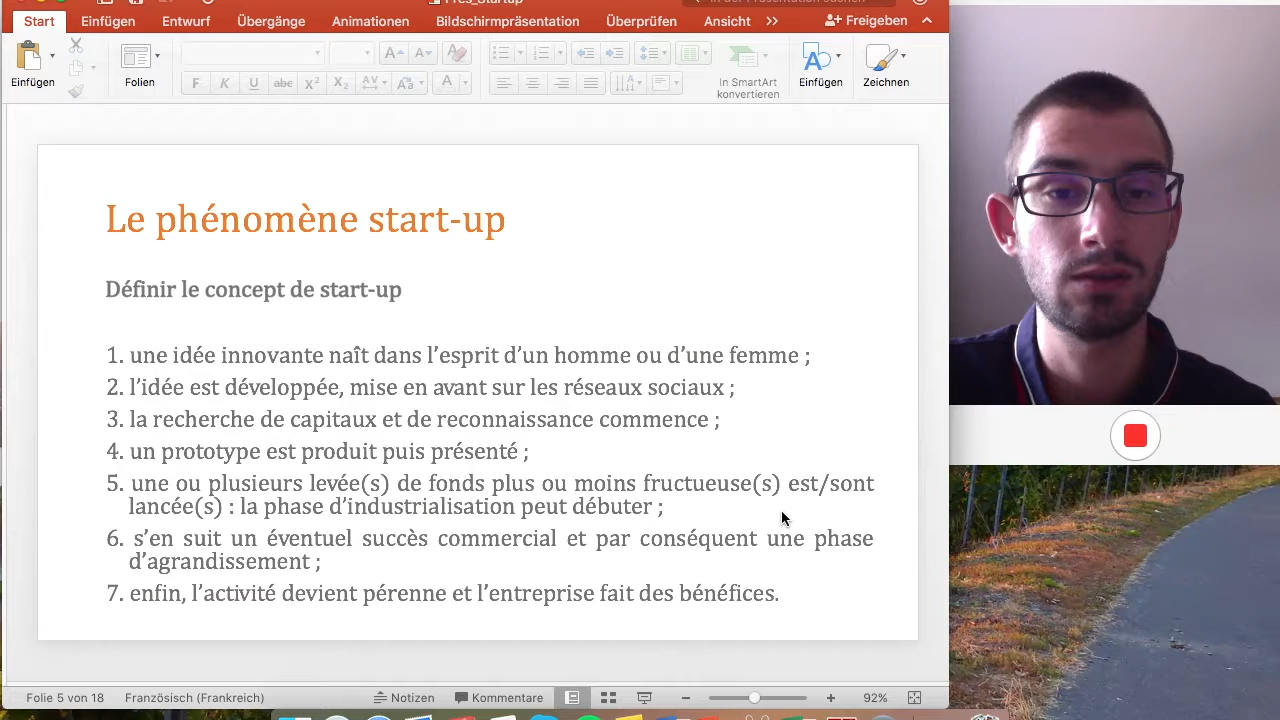 Pres_Startup
Start Einfügen Entwurf Übergänge Animationen Bildschirmpräsentation Überprüfen Ansicht >> Freigeben
Einfügen Folien F K U abc X² X₂ AV Aa A In SmartArt konvertieren Einfügen Zeichnen
Le phénomène start-up
Définir le concept de start-up
1. une idée innovante naît dans l’esprit d’un homme ou d’une femme ;
2. l’idée est développée, mise en avant sur les réseaux sociaux ;
3. la recherche de capitaux et de reconnaissance commence ;
4. un prototype est produit puis présenté ;
5. une ou plusieurs levée(s) de fonds plus ou moins fructueuse(s) est/sont
lancée(s) : la phase d’industrialisation peut débuter ;
6. s’en suit un éventuel succès commercial et par conséquent une phase
d’agrandissement ;
7. enfin, l’activité devient pérenne et l’entreprise fait des bénéfices.
Folie 5 von 18 Französisch (Frankreich) Notizen Kommentare 92%